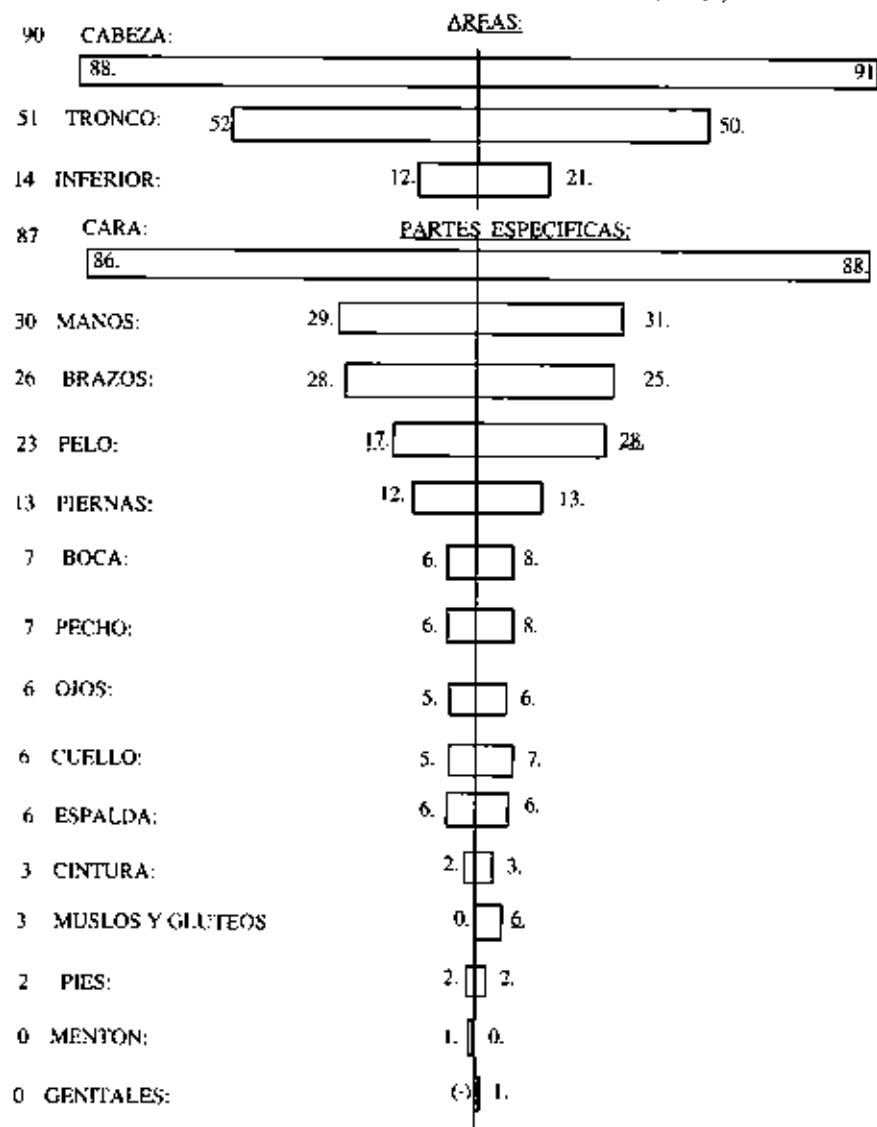 ÁREAS:
90 CABEZA: 88. 91
51 TRONCO: 52 50.
14 INFERIOR: 12. 21.
PARTES ESPECIFICAS:
87 CARA: 86. 88.
30 MANOS: 29. 31.
26 BRAZOS: 28. 25.
23 PELO: 17. 28.
13 PIERNAS: 12. 13.
7 BOCA: 6. 8.
7 PECHO: 6. 8.
6 OJOS: 5. 6.
6 CUELLO: 5. 7.
6 ESPALDA: 6. 6.
3 CINTURA: 2. 3.
3 MUSLOS Y GLUTEOS 0. 6.
2 PIES: 2. 2.
0 MENTON: 1. 0.
0 GENITALES: (-) 1.